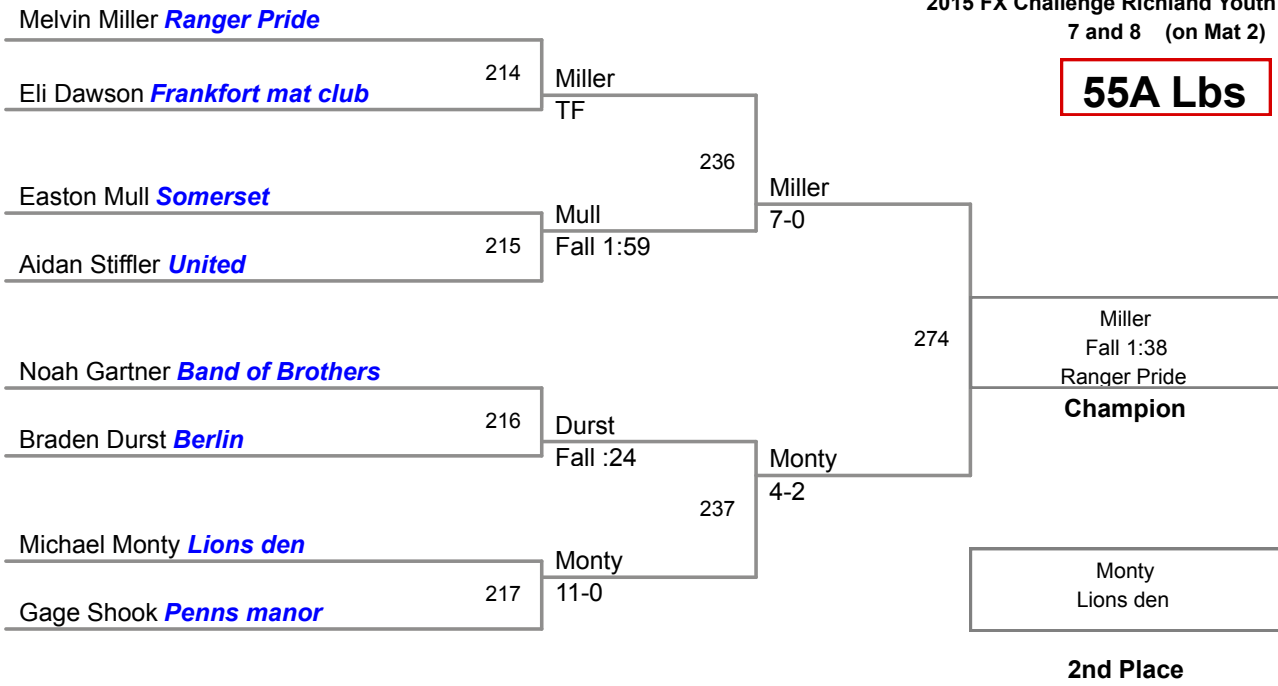 2015 FX Challenge Richland Youth
7 and 8 (on Mat 2)
55A Lbs
Melvin Miller Ranger Pride
214
Eli Dawson Frankfort mat club
Miller
TF
236
Easton Mull Somerset
215
Aidan Stiffler United
Mull
Fall 1:59
Miller
7-0
274
Noah Gartner Band of Brothers
216
Braden Durst Berlin
Durst
Fall :24
237
Michael Monty Lions den
217
Gage Shook Penns manor
Monty
11-0
Monty
4-2
Miller
Fall 1:38
Ranger Pride
Champion
Monty
Lions den
2nd Place